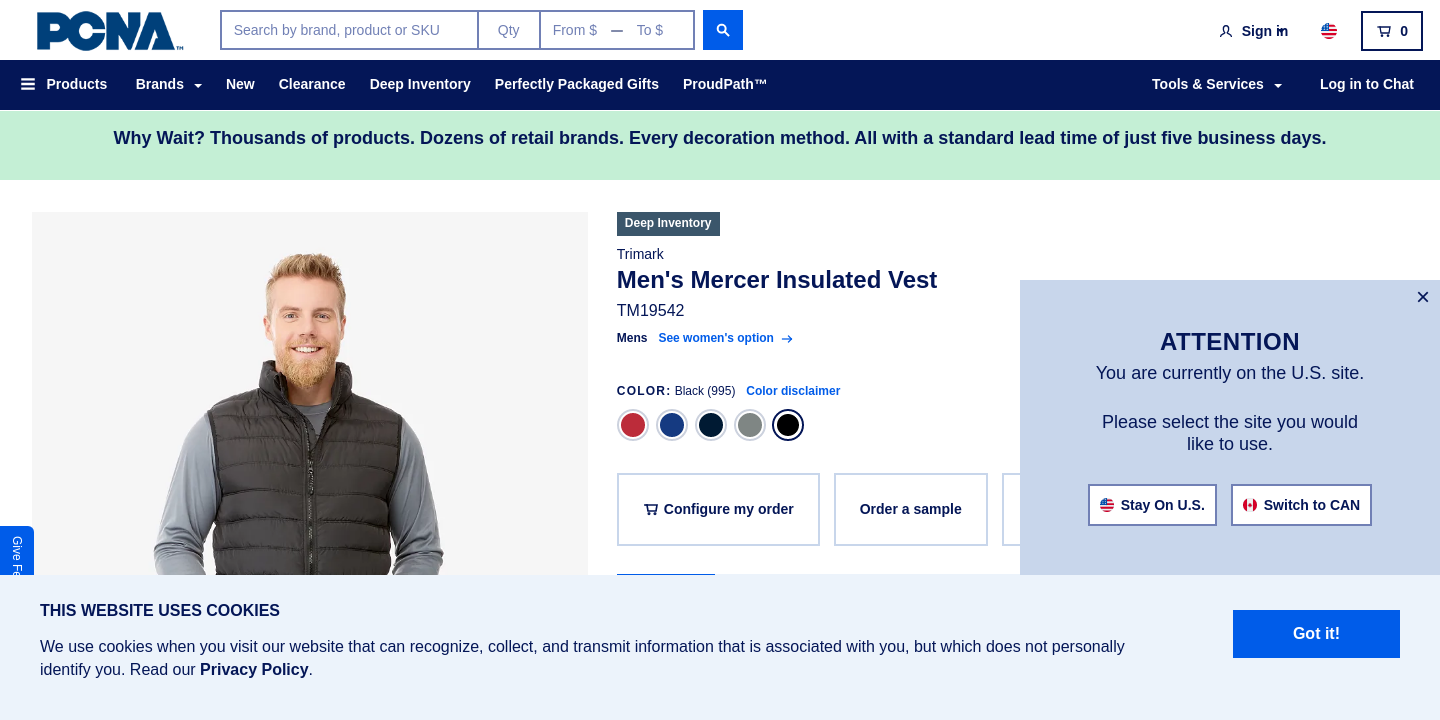 PCNA™
Search by brand, product or SKU
Qty
From $ — To $
Sign in
0
Products
Brands
New
Clearance
Deep Inventory
Perfectly Packaged Gifts
ProudPath™
Tools & Services
Log in to Chat
Why Wait? Thousands of products. Dozens of retail brands. Every decoration method. All with a standard lead time of just five business days.
Deep Inventory
Trimark
Men's Mercer Insulated Vest
TM19542
Mens See women's option →
COLOR: Black (995) Color disclaimer
Configure my order
Order a sample
×
ATTENTION
You are currently on the U.S. site.
Please select the site you would
like to use.
Stay On U.S.
Switch to CAN
Give
THIS WEBSITE USES COOKIES
We use cookies when you visit our website that can recognize, collect, and transmit information that is associated with you, but which does not personally
identify you. Read our Privacy Policy.
Got it!